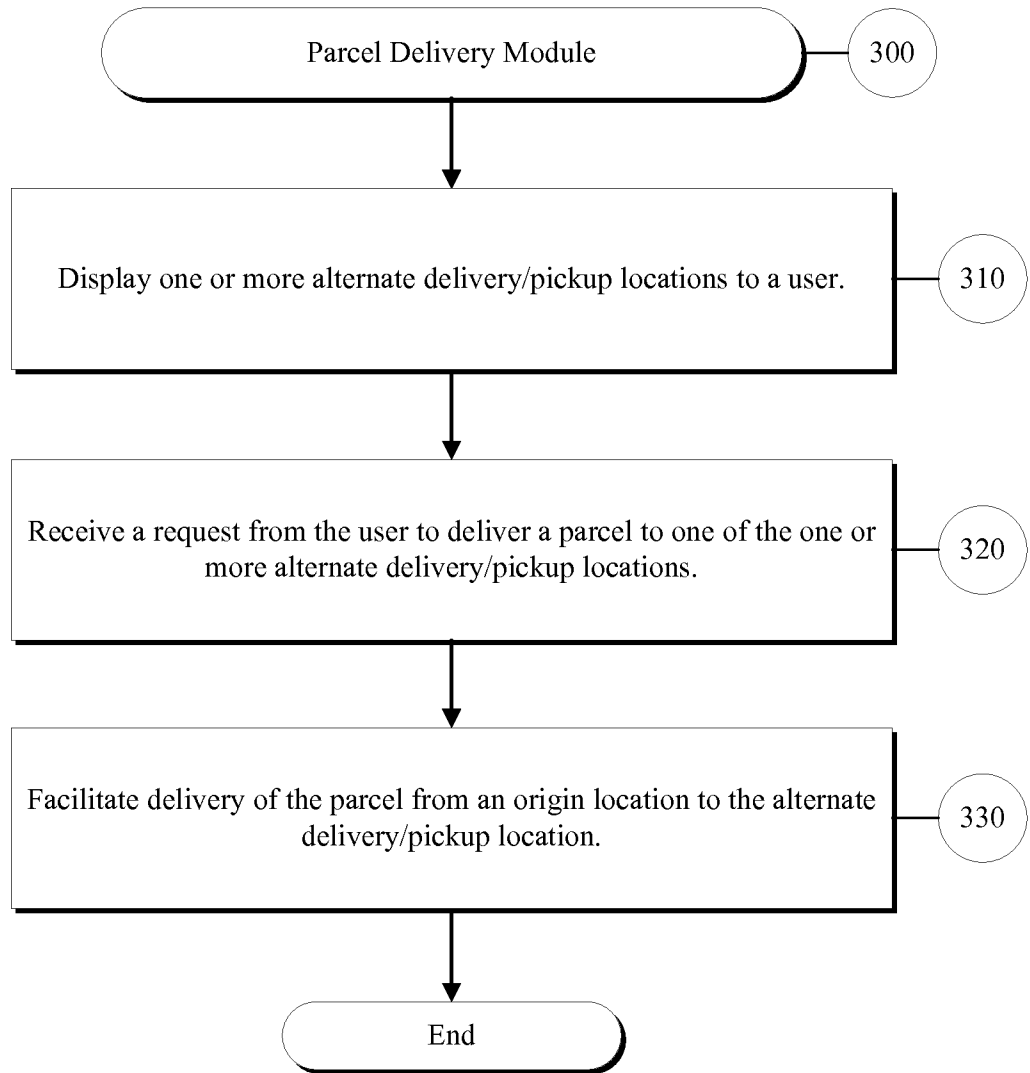 Parcel Delivery Module
300
Display one or more alternate delivery/pickup locations to a user.
310
Receive a request from the user to deliver a parcel to one of the one or
more alternate delivery/pickup locations.
320
Facilitate delivery of the parcel from an origin location to the alternate
delivery/pickup location.
330
End